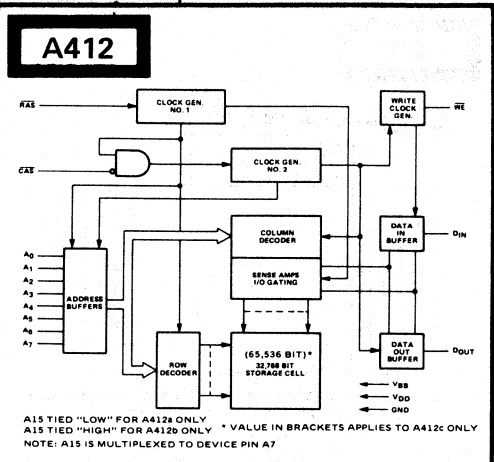 A412
RAS
CLOCK GEN.
NO. 1
WRITE
CLOCK
GEN.
WE
CAS
CLOCK GEN.
NO. 2
COLUMN
DECODER
DATA
IN
BUFFER
DIN
SENSE AMPS
I/O GATING
A0
A1
A2
A3
A4
A5
A6
A7
ADDRESS
BUFFERS
ROW
DECODER
(65,536 BIT)*
32,768 BIT
STORAGE CELL
DATA
OUT
BUFFER
DOUT
VBB
VDD
GND
A15 TIED "LOW" FOR A412a ONLY
A15 TIED "HIGH" FOR A412b ONLY * VALUE IN BRACKETS APPLIES TO A412c ONLY
NOTE: A15 IS MULTIPLEXED TO DEVICE PIN A7